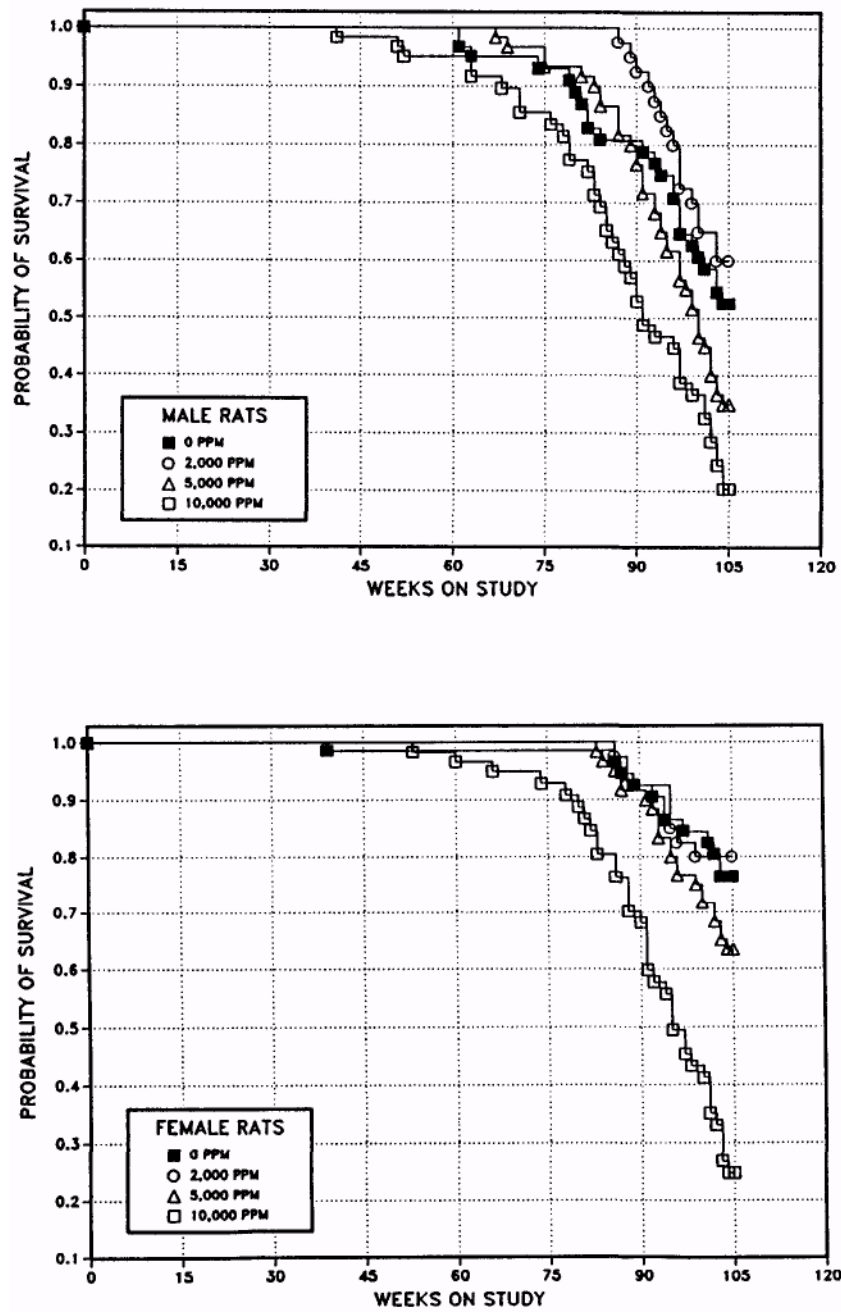 1.0
0.9
0.8
0.7
0.6
0.5
0.4
0.3
0.2
0.1
PROBABILITY OF SURVIVAL
MALE RATS
0 PPM
2,000 PPM
5,000 PPM
10,000 PPM
0 15 30 45 60 75 90 105 120
WEEKS ON STUDY
1.0
0.9
0.8
0.7
0.6
0.5
0.4
0.3
0.2
0.1
PROBABILITY OF SURVIVAL
FEMALE RATS
0 PPM
2,000 PPM
5,000 PPM
10,000 PPM
0 15 30 45 60 75 90 105 120
WEEKS ON STUDY